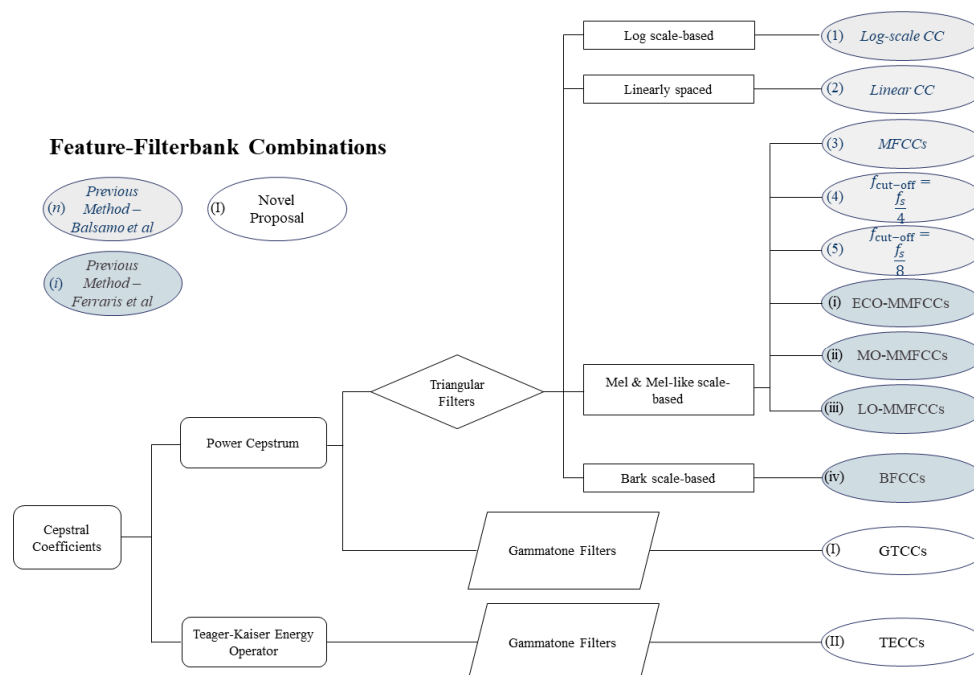 Feature-Filterbank Combinations
(n)
Previous
Method –
Balsamo et al
(I)
Novel
Proposal
(i)
Previous
Method –
Ferraris et al
Cepstral
Coefficients
Power Cepstrum
Teager-Kaiser Energy
Operator
Triangular
Filters
Gammatone Filters
Gammatone Filters
Log scale-based
Linearly spaced
Mel & Mel-like scale-
based
Bark scale-based
(1) Log-scale CC
(2) Linear CC
(3) MFCCs
(4)
f cut−off =
fs
4
(5)
f cut−off =
fs
8
(i) ECO-MMFCCs
(ii) MO-MMFCCs
(iii) LO-MMFCCs
(iv) BFCCs
(I) GTCCs
(II) TECCs